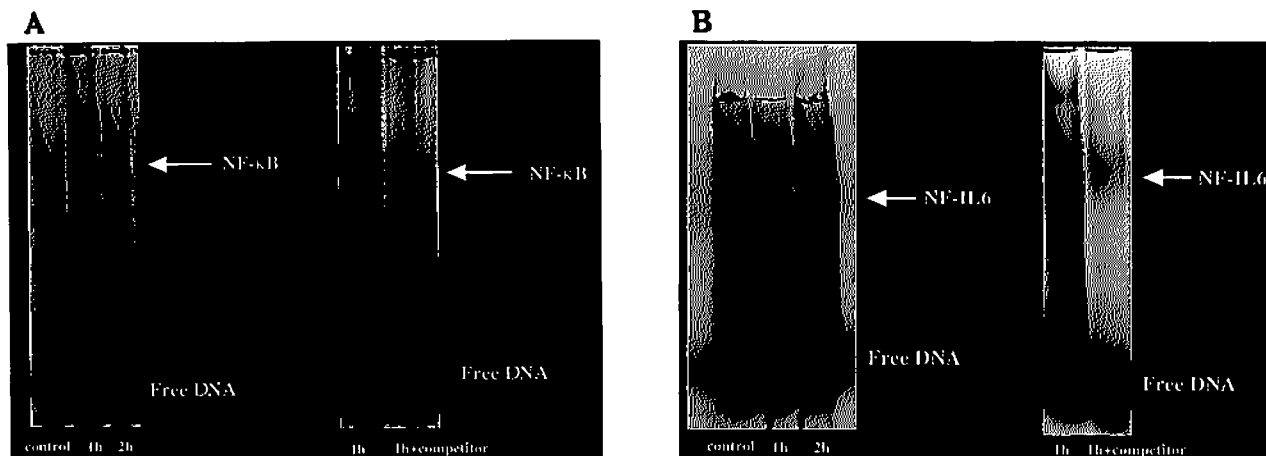 A
B
NF-κB
NF-κB
NF-IL6
NF-IL6
Free DNA
Free DNA
Free DNA
Free DNA
control 1h 2h
1h 1h+competitor
control 1h 2h
1h 1h+competitor